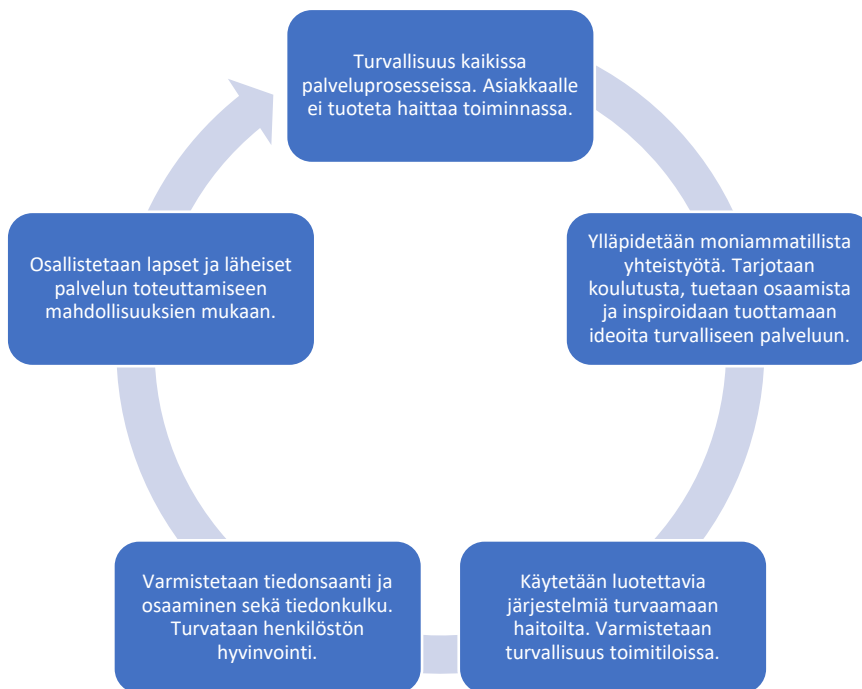 Turvallisuus kaikissa
palveluprosesseissa. Asiakkaalle
ei tuoteta haittaa toiminnassa.
Ylläpidetään moniammatillista
yhteistyötä. Tarjotaan
koulutusta, tuetaan osaamista
ja inspiroidaan tuottamaan
ideoita turvalliseen palveluun.
Käytetään luotettavia
järjestelmiä turvaamaan
haitoilta. Varmistetaan
turvallisuus toimitiloissa.
Varmistetaan tiedonsaanti ja
osaaminen sekä tiedonkulku.
Turvataan henkilöstön
hyvinvointi.
Osallistetaan lapset ja läheiset
palvelun toteuttamiseen
mahdollisuuksien mukaan.